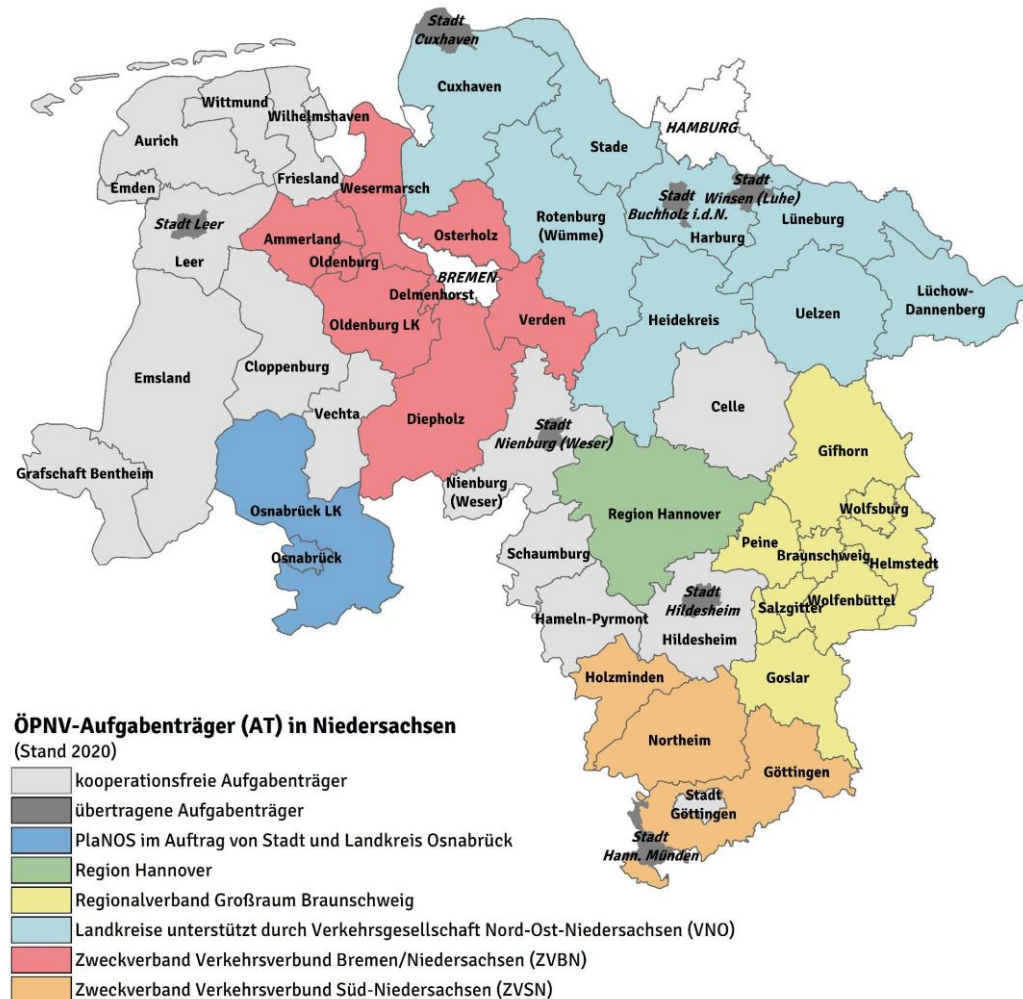 Stadt
Cuxhaven
Cuxhaven
Wittmund
Wilhelmshaven
HAMBURG
Aurich
Stade
Emden
Friesland
Wesermarsch
Stadt
Winsen (Luhe)
Stadt
Buchholz i.d.N.
Stadt Leer
Rotenburg
(Wümme)
Lüneburg
Ammerland
Osterholz
Harburg
Leer
Oldenburg
BREMEN
Delmenhorst
Lüchow-
Dannenberg
Oldenburg LK
Verden
Heidekreis
Uelzen
Cloppenburg
Emsland
Vechta
Diepholz
Celle
Stadt
Nienburg (Weser)
Gifhorn
Grafschaft Bentheim
Nienburg
(Weser)
Osnabrück LK
Region Hannover
Wolfsburg
Peine
Schaumburg
Braunschweig
Osnabrück
Helmstedt
Stadt
Hildesheim
Wolfenbüttel
Salzgitter
Hameln-Pyrmont
Hildesheim
Holzminden
Goslar
Northeim
Göttingen
Stadt
Göttingen
Stadt
Hann. Münden
ÖPNV-Aufgabenträger (AT) in Niedersachsen
(Stand 2020)
kooperationsfreie Aufgabenträger
übertragene Aufgabenträger
PlaNOS im Auftrag von Stadt und Landkreis Osnabrück
Region Hannover
Regionalverband Großraum Braunschweig
Landkreise unterstützt durch Verkehrsgesellschaft Nord-Ost-Niedersachsen (VNO)
Zweckverband Verkehrsverbund Bremen/Niedersachsen (ZVBN)
Zweckverband Verkehrsverbund Süd-Niedersachsen (ZVSN)